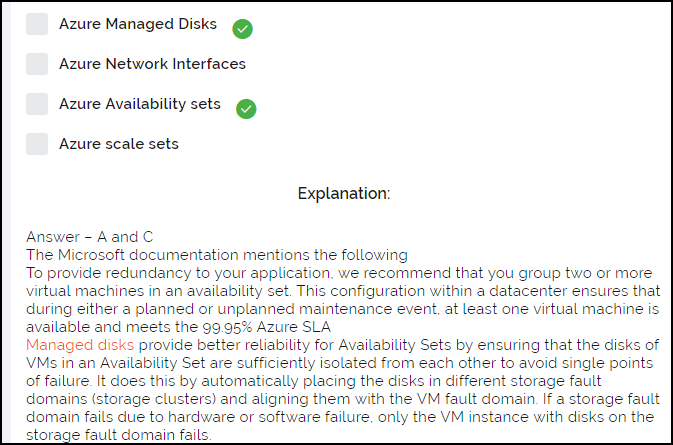 Azure Managed Disks
Azure Network Interfaces
Azure Availability sets
Azure scale sets
Explanation:
Answer – A and C
The Microsoft documentation mentions the following
To provide redundancy to your application, we recommend that you group two or more
virtual machines in an availability set. This configuration within a datacenter ensures that
during either a planned or unplanned maintenance event, at least one virtual machine is
available and meets the 99.95% Azure SLA
Managed disks provide better reliability for Availability Sets by ensuring that the disks of
VMs in an Availability Set are sufficiently isolated from each other to avoid single points
of failure. It does this by automatically placing the disks in different storage fault
domains (storage clusters) and aligning them with the VM fault domain. If a storage fault
domain fails due to hardware or software failure, only the VM instance with disks on the
storage fault domain fails.